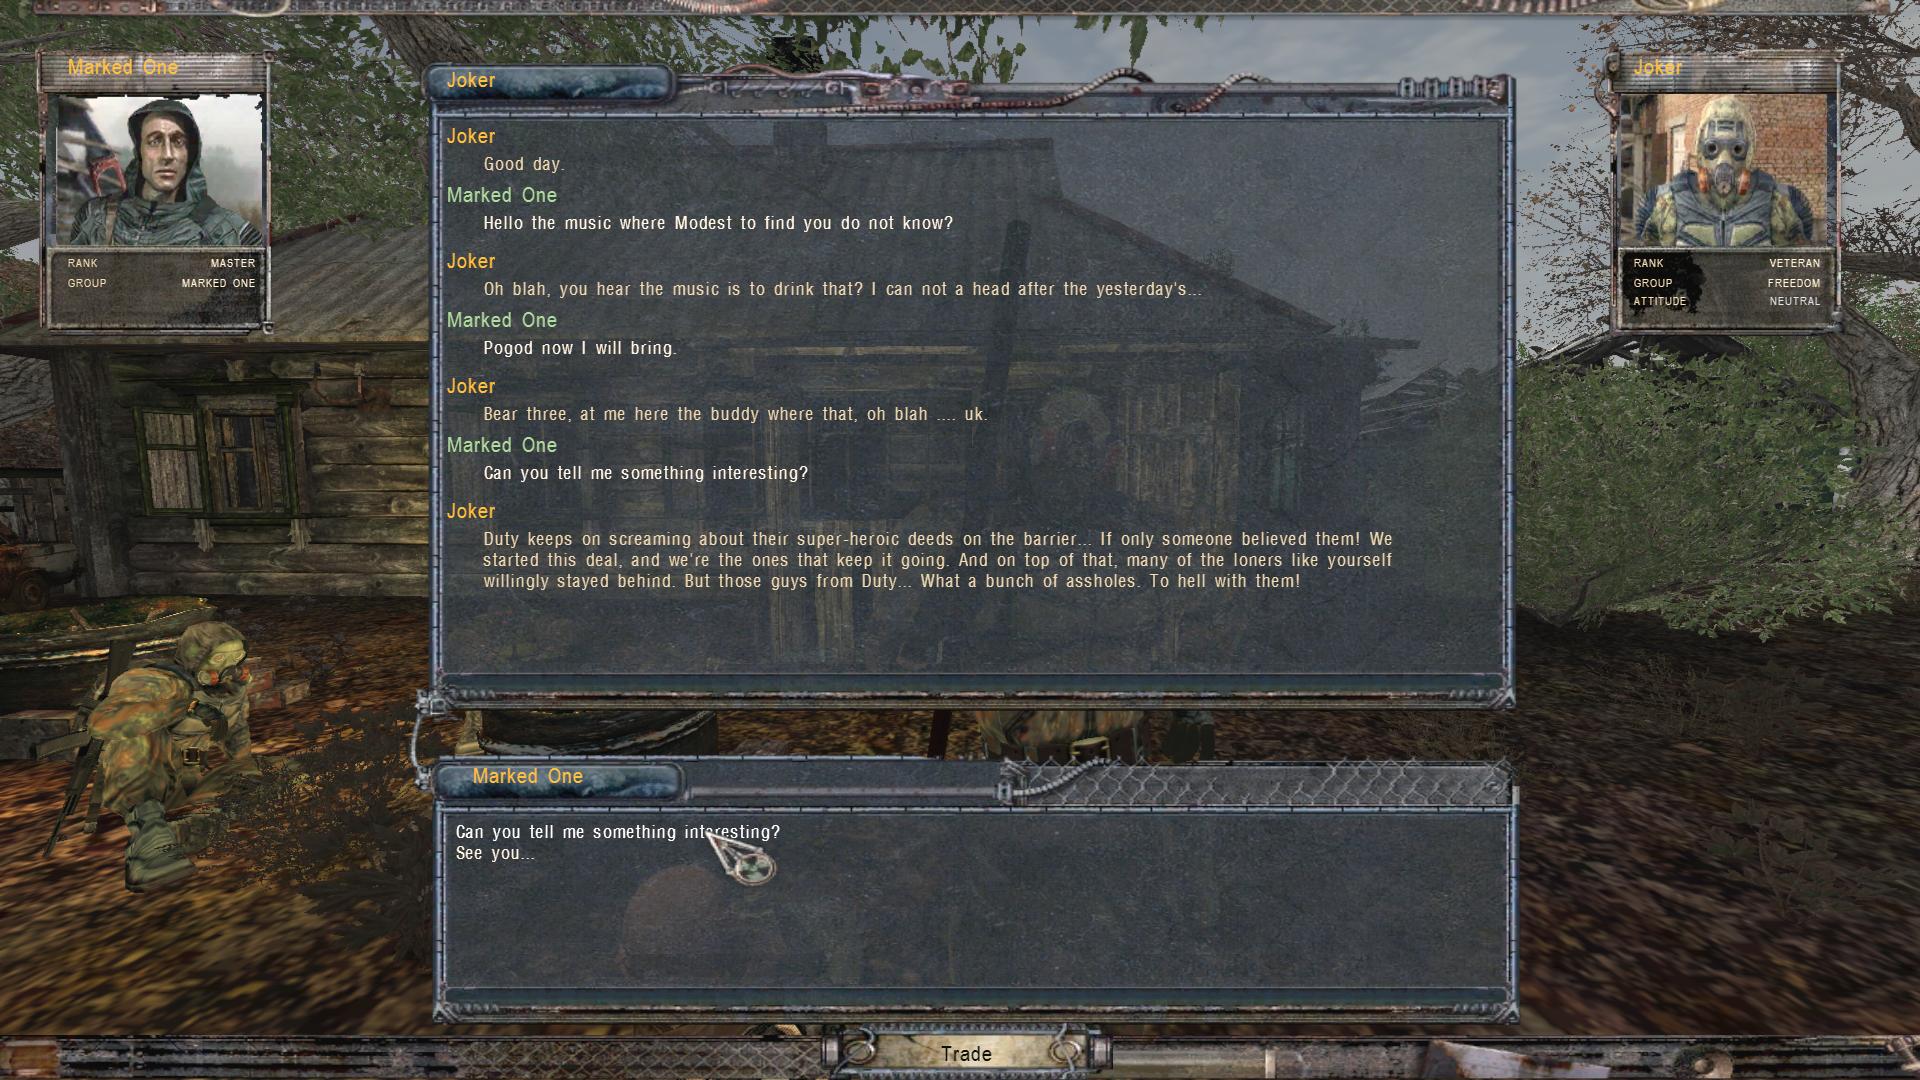 Marked One
Joker
Joker
RANK MASTER
GROUP MARKED ONE
RANK VETERAN
GROUP FREEDOM
ATTITUDE NEUTRAL
Joker
Good day.
Marked One
Hello the music where Modest to find you do not know?
Joker
Oh blah, you hear the music is to drink that? I can not a head after the yesterday's...
Marked One
Pogod now I will bring.
Joker
Bear three, at me here the buddy where that, oh blah .... uk.
Marked One
Can you tell me something interesting?
Joker
Duty keeps on screaming about their super-heroic deeds on the barrier... If only someone believed them! We
started this deal, and we're the ones that keep it going. And on top of that, many of the loners like yourself
willingly stayed behind. But those guys from Duty... What a bunch of assholes. To hell with them!
Marked One
Can you tell me something interesting?
See you...
Trade